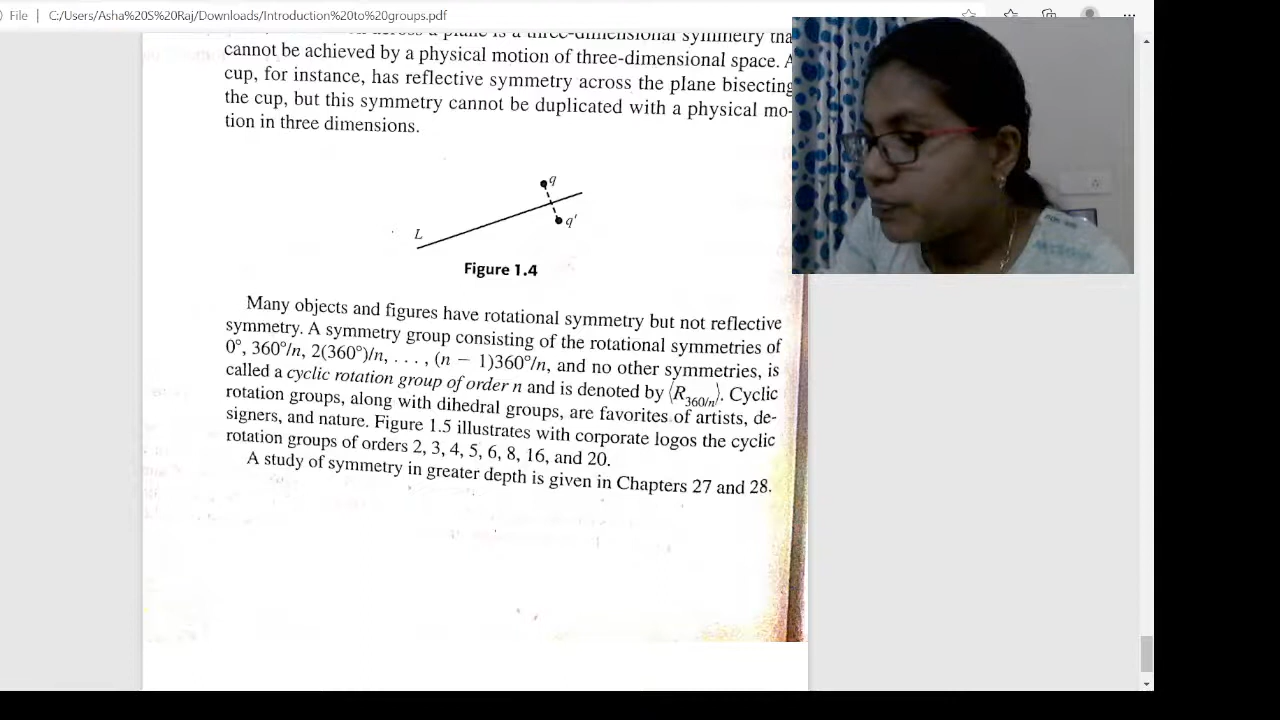 File C:/Users/Asha%20S%20Raj/Downloads/Introduction%20to%20groups.pdf
across a plane is a three-dimensional symmetry tha
cannot be achieved by a physical motion of three-dimensional space. A
cup, for instance, has reflective symmetry across the plane bisecting
the cup, but this symmetry cannot be duplicated with a physical mo-
tion in three dimensions.
q
q'
L
Figure 1.4
Many objects and figures have rotational symmetry but not reflective
symmetry. A symmetry group consisting of the rotational symmetries of
0°, 360°/n, 2(360°)/n, . . . , (n − 1)360°/n, and no other symmetries, is
called a cyclic rotation group of order n and is denoted by ⟨R360/n⟩. Cyclic
rotation groups, along with dihedral groups, are favorites of artists, de-
signers, and nature. Figure 1.5 illustrates with corporate logos the cyclic
rotation groups of orders 2, 3, 4, 5, 6, 8, 16, and 20.
A study of symmetry in greater depth is given in Chapters 27 and 28.